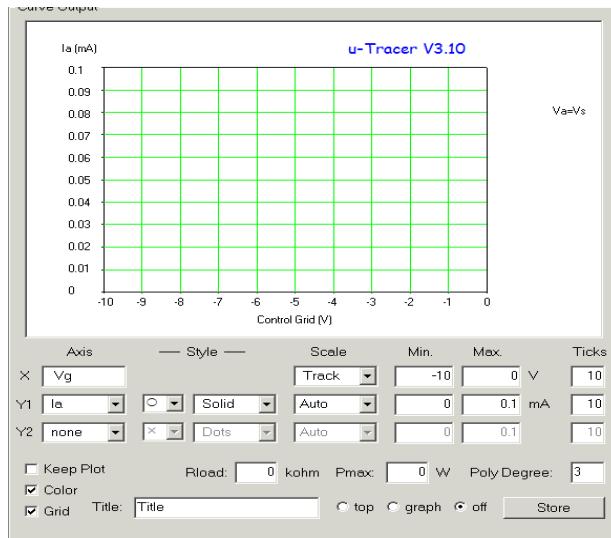 Curve Output
Ia (mA)
u-Tracer V3.10
0.1
0.09
0.08
Va=Vs
0.07
0.06
0.05
0.04
0.03
0.02
0.01
0
-10 -9 -8 -7 -6 -5 -4 -3 -2 -1 0
Control Grid (V)
Axis — Style — Scale Min. Max. Ticks
X Vg Track -10 0 V 10
Y1 Ia O Solid Auto 0 0.1 mA 10
Y2 none X Dots Auto 0 0.1 10
Keep Plot Rload: 0 kohm Pmax: 0 W Poly Degree: 3
Color
Grid Title: Title top graph off Store